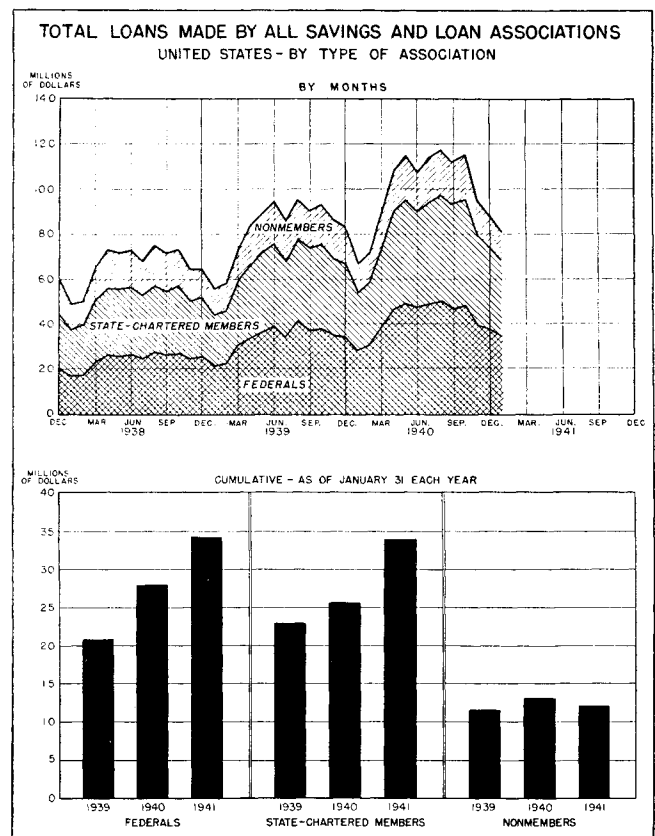 TOTAL LOANS MADE BY ALL SAVINGS AND LOAN ASSOCIATIONS
UNITED STATES - BY TYPE OF ASSOCIATION
MILLIONS
OF DOLLARS
BY MONTHS
140
120
100
80
60
40
20
0
NONMEMBERS
STATE-CHARTERED MEMBERS
FEDERALS
DEC. MAR. JUN. SEP. DEC. MAR. JUN. SEP. DEC. MAR. JUN. SEP. DEC. MAR. JUN. SEP. DEC.
1938 1939 1940 1941
MILLIONS
OF DOLLARS
CUMULATIVE - AS OF JANUARY 31 EACH YEAR
40
35
30
25
20
15
10
5
0
1939 1940 1941 1939 1940 1941 1939 1940 1941
FEDERALS STATE-CHARTERED MEMBERS NONMEMBERS